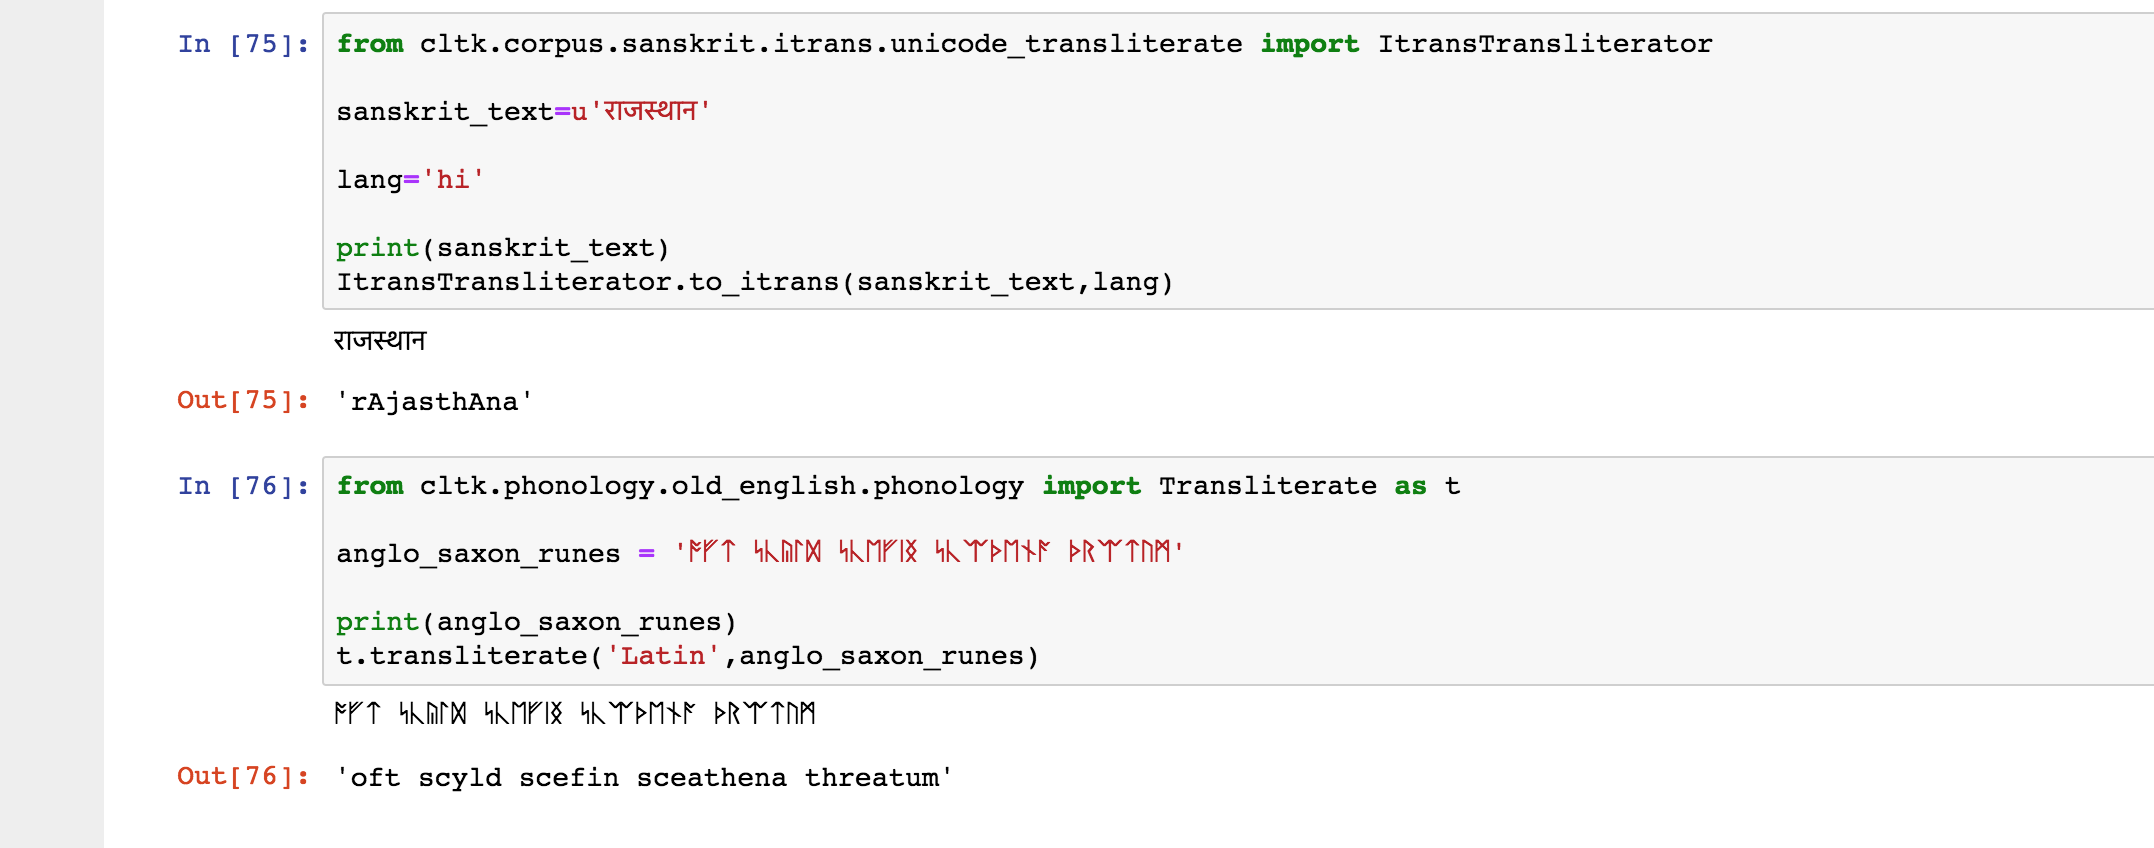 In [75]: from cltk.corpus.sanskrit.itrans.unicode_transliterate import ItransTransliterator
sanskrit_text=u'राजस्थान'
lang='hi'
print(sanskrit_text)
ItransTransliterator.to_itrans(sanskrit_text,lang)
राजस्थान
Out[75]: 'rAjasthAna'
In [76]: from cltk.phonology.old_english.phonology import Transliterate as t
anglo_saxon_runes = 'ᚩᚠᛏ ᛋᚳᚣᛚᛞ ᛋᚳᛖᚠᛁᛝ ᛋᚳᛠᚦᛖᚾᚪ ᚦᚱᛠᛏᚢᛗ'
print(anglo_saxon_runes)
t.transliterate('Latin',anglo_saxon_runes)
ᚩᚠᛏ ᛋᚳᚣᛚᛞ ᛋᚳᛖᚠᛁᛝ ᛋᚳᛠᚦᛖᚾᚪ ᚦᚱᛠᛏᚢᛗ
Out[76]: 'oft scyld scefin sceathena threatum'